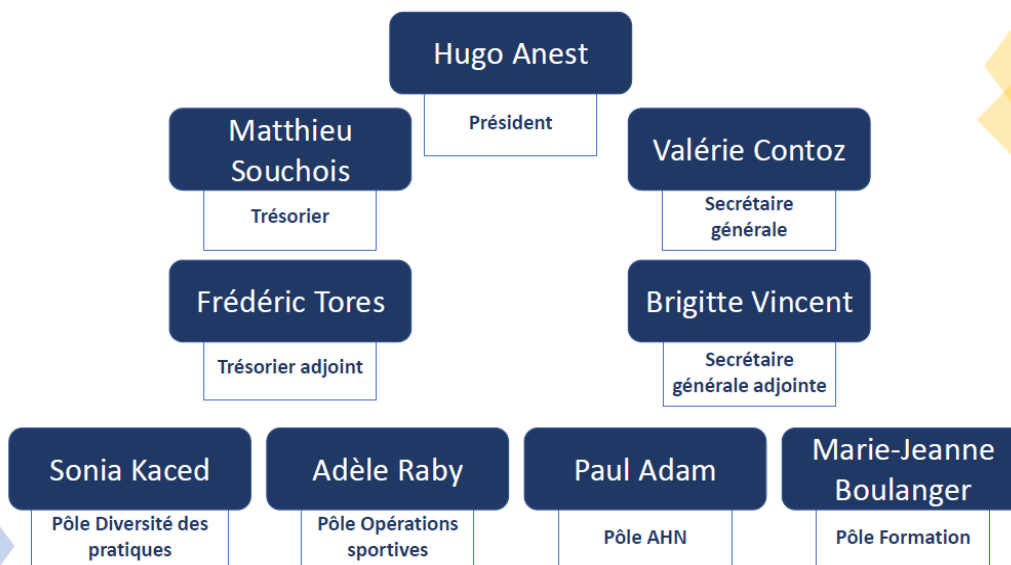 Hugo Anest
Président
Matthieu
Souchois
Trésorier
Valérie Contoz
Secrétaire
générale
Frédéric Tores
Trésorier adjoint
Brigitte Vincent
Secrétaire
générale adjointe
Sonia Kaced
Pôle Diversité des
pratiques
Adèle Raby
Pôle Opérations
sportives
Paul Adam
Pôle AHN
Marie-Jeanne
Boulanger
Pôle Formation